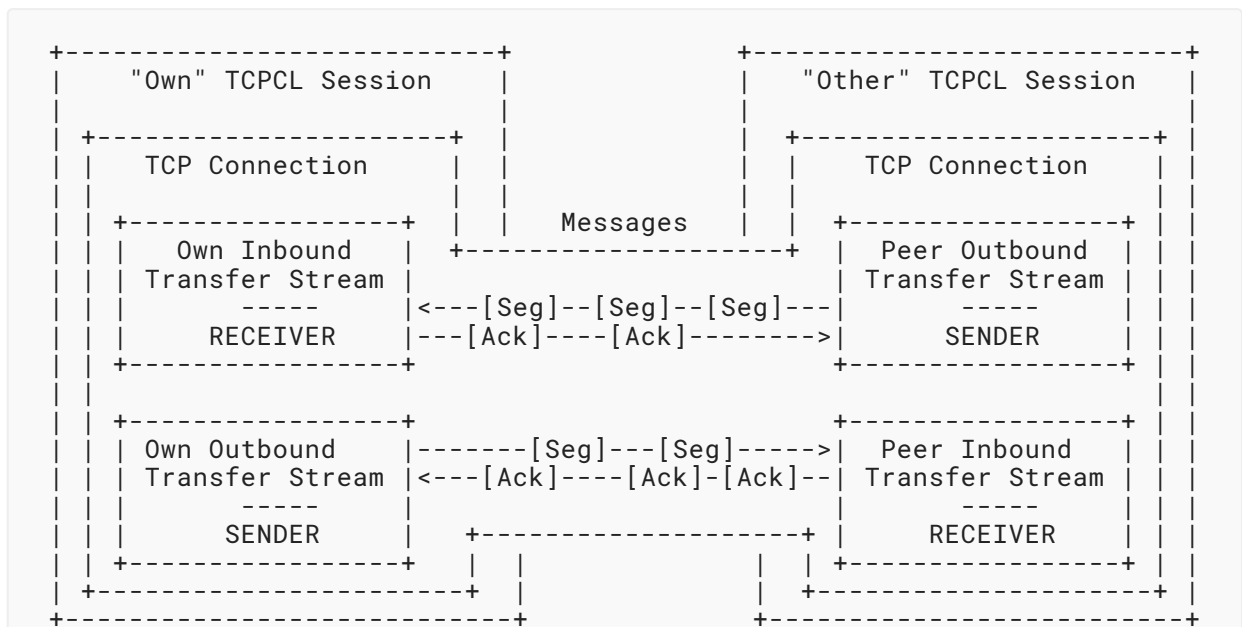 +----------------------------+              +----------------------------+
|    "Own" TCPCL Session     |              |   "Other" TCPCL Session    |
|                            |              |                            |
| +----------------------+   |              |  +----------------------+  |
| |   TCP Connection     |   |              |  |    TCP Connection    | |
| |                      |   |              |  |                      | |
| | +-----------------+  |  |   Messages   |  |  +-----------------+ | |
| | |   Own Inbound   |  +--------------------+  |  Peer Outbound  | | |
| | | Transfer Stream |                          | Transfer Stream | | |
| | |       -----     |<---[Seg]--[Seg]--[Seg]---|      -----      | | |
| | |     RECEIVER    |---[Ack]----[Ack]-------->|     SENDER      | | |
| | +-----------------+                          +-----------------+ | |
| |                                                                  | |
| | +-----------------+                          +-----------------+ | |
| | | Own Outbound    |-------[Seg]---[Seg]----->|  Peer Inbound   | | |
| | | Transfer Stream |<---[Ack]----[Ack]-[Ack]--| Transfer Stream | | |
| | |       -----     |                          |      -----      | | |
| | |      SENDER     |   +--------------------+ |    RECEIVER     | | |
| | +-----------------+   |  |              |  | +-----------------+ | |
| +-----------------------+  |              |  +---------------------+ |
+----------------------------+              +--------------------------+